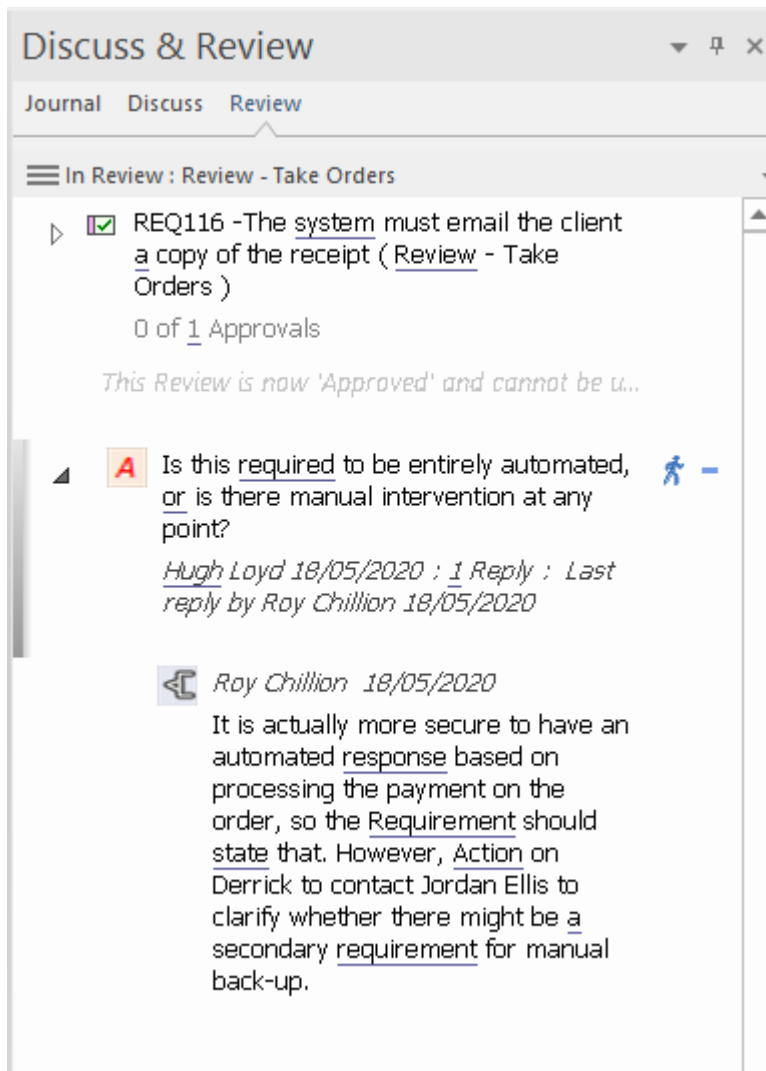 Discuss & Review
Journal Discuss Review
In Review : Review - Take Orders
REQ116 -The system must email the client
a copy of the receipt ( Review - Take
Orders )
0 of 1 Approvals
This Review is now 'Approved' and cannot be u...
A Is this required to be entirely automated,
or is there manual intervention at any
point?
Hugh Loyd 18/05/2020 ; 1 Reply ; Last
reply by Roy Chillion 18/05/2020
Roy Chillion 18/05/2020
It is actually more secure to have an
automated response based on
processing the payment on the
order, so the Requirement should
state that. However, Action on
Derrick to contact Jordan Ellis to
clarify whether there might be a
secondary requirement for manual
back-up.